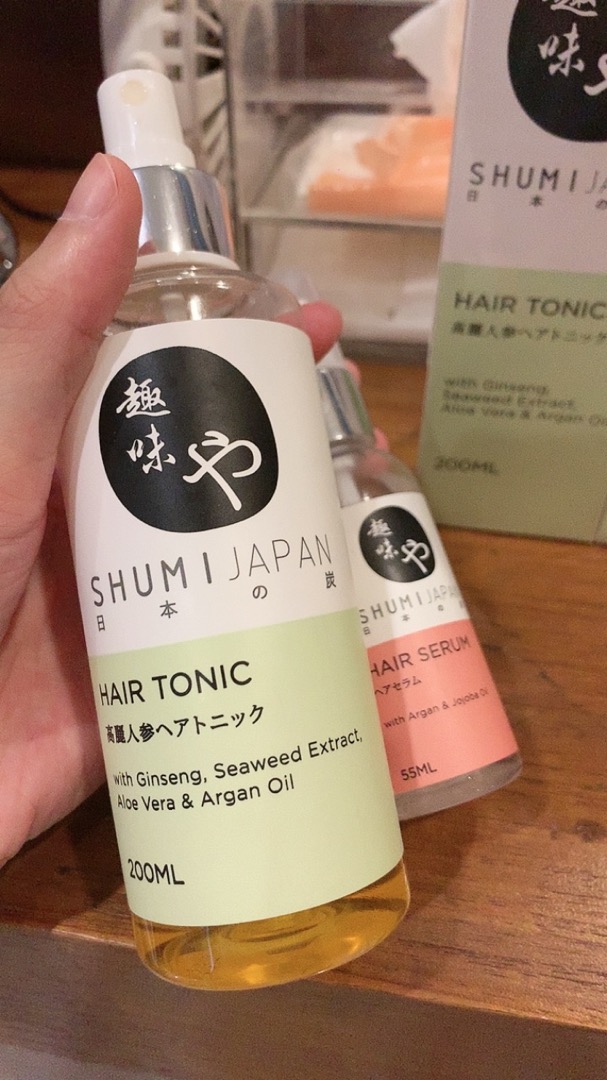 趣
味
や
SHUMI JAPAN
日本の炭
HAIR TONIC
高麗人参ヘアトニック
with Ginseng, Seaweed Extract,
Aloe Vera & Argan Oil
200ML
趣
味
や
SHUMI JAPAN
日本の
HAIR SERUM
ヘアセラム
with Argan & Jojoba Oil
55ML
味
SHUMI JA
日本の
HAIR TONIC
高麗人参ヘアトニック
with Ginseng,
Seaweed Extract,
Aloe Vera & Argan Oil
200ML